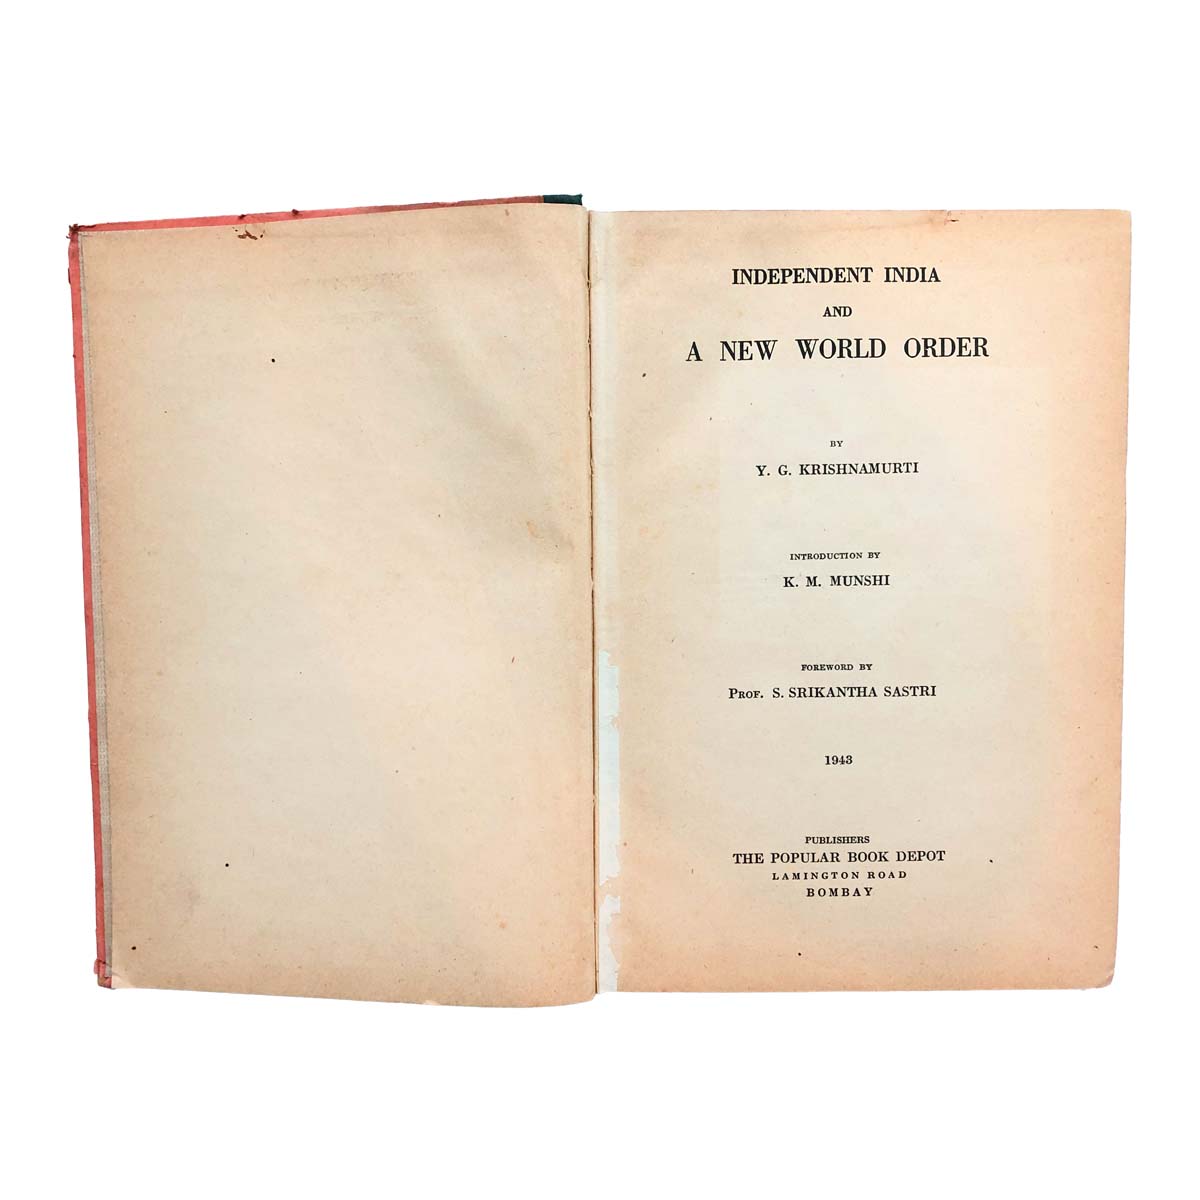 INDEPENDENT INDIA
AND
A NEW WORLD ORDER
BY
Y. G. KRISHNAMURTI
INTRODUCTION BY
K. M. MUNSHI
FOREWORD BY
PROF. S. SRIKANTHA SASTRI
1943
PUBLISHERS
THE POPULAR BOOK DEPOT
LAMINGTON ROAD
BOMBAY